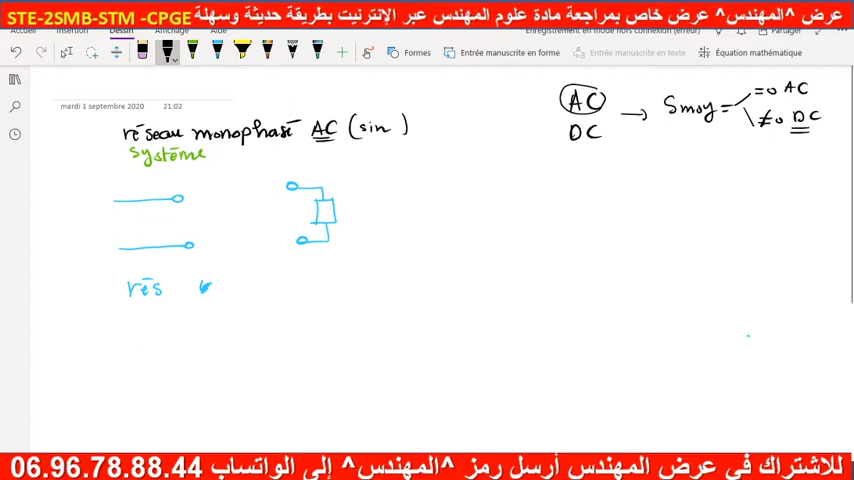 STE-2SMB-STM -CPGE عرض ^المهندس^ عرض خاص بمراجعة مادة علوم المهندس عبر الإنترنيت بطريقة حديثة وسهلة
Fichier Insertion Dessin Affichage Enregistrement en mode hors connexion (erreur) Partager
Formes Entrée manuscrite en forme Entrée manuscrite en texte Équation mathématique
mardi 1 septembre 2020 21:02
réseau monophasé AC (sin )
système
AC
DC
→ Smoy = =0 AC
≠0 DC
rés
للاشتراك في عرض المهندس أرسل رمز ^المهندس^ إلى الواتساب 06.96.78.88.44